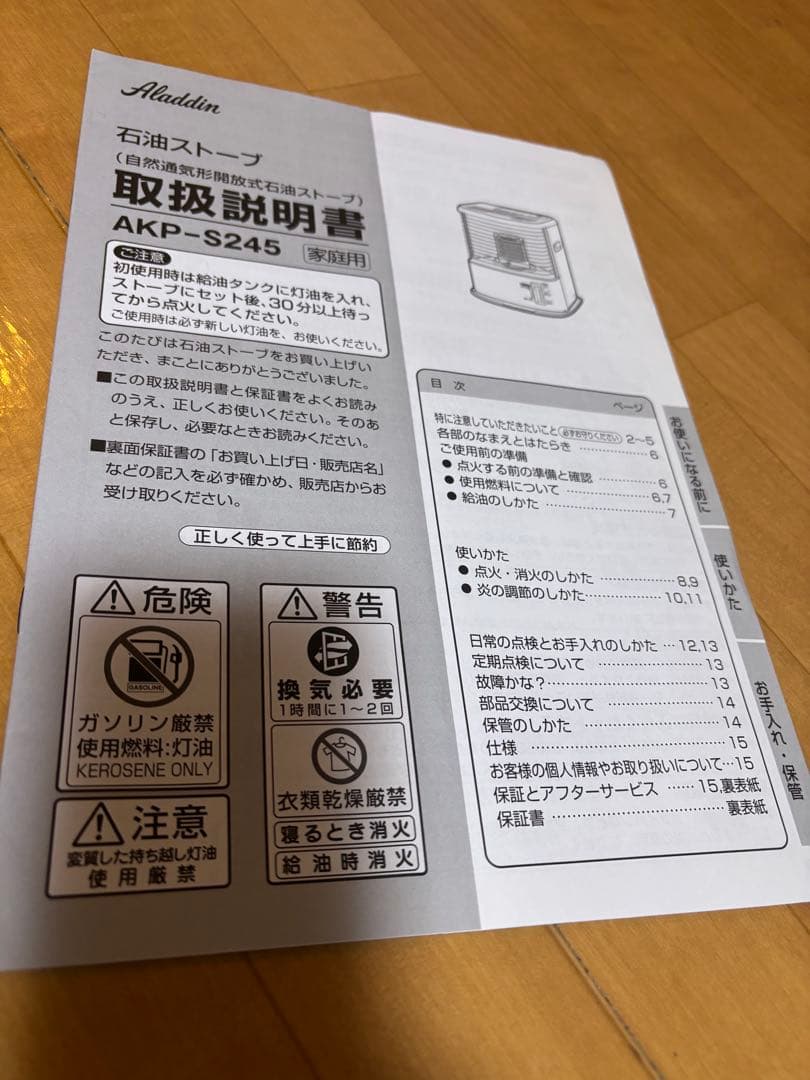 Aladdin
石油ストーブ
(自然通気形開放式石油ストーブ)
取扱説明書
AKP-S245 家庭用
ご注意
初使用時は給油タンクに灯油を入れ、
ストーブにセット後、30分以上待っ
てから点火してください。
ご使用時は必ず新しい灯油を、お使いください。
このたびは石油ストーブをお買い上げい
ただき、まことにありがとうございました。
■この取扱説明書と保証書をよくお読み
のうえ、正しくお使いください。そのあ
と保存し、必要なときお読みください。
■裏面保証書の「お買い上げ日・販売店名」
などの記入を必ず確かめ、販売店からお
受け取りください。
正しく使って上手に節約
危険
GASOLINE
ガソリン厳禁
使用燃料:灯油
KEROSENE ONLY
注意
変質した持ち越し灯油
使用厳禁
警告
換気必要
1時間に1〜2回
衣類乾燥厳禁
寝るとき消火
給油時消火
目次
ページ
特に注意していただきたいこと 必ずお守りください 2〜5
各部のなまえとはたらき ……………… 6
ご使用前の準備
● 点火する前の準備と確認 ………… 6
● 使用燃料について ……………… 6,7
● 給油のしかた …………………… 7
使いかた
● 点火・消火のしかた …………… 8,9
● 炎の調節のしかた…………… 10,11
日常の点検とお手入れのしかた … 12,13
定期点検について ……………… 13
故障かな? ……………………… 13
部品交換について ……………… 14
保管のしかた …………………… 14
仕様 ……………………………… 15
お客様の個人情報やお取り扱いについて…15
保証とアフターサービス …… 15,裏表紙
保証書 ………………………… 裏表紙
お使いになる前に
使いかた
お手入れ・保管